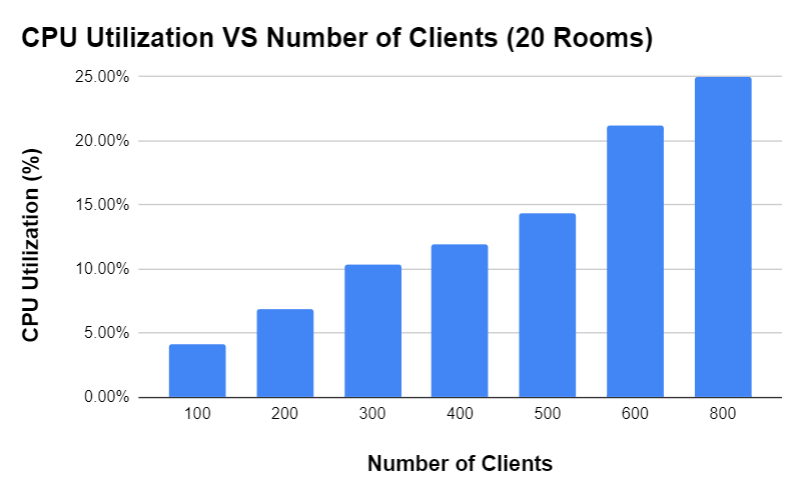 CPU Utilization VS Number of Clients (20 Rooms)
25.00%
20.00%
15.00%
10.00%
5.00%
0.00%
CPU Utilization (%)
100 200 300 400 500 600 800
Number of Clients